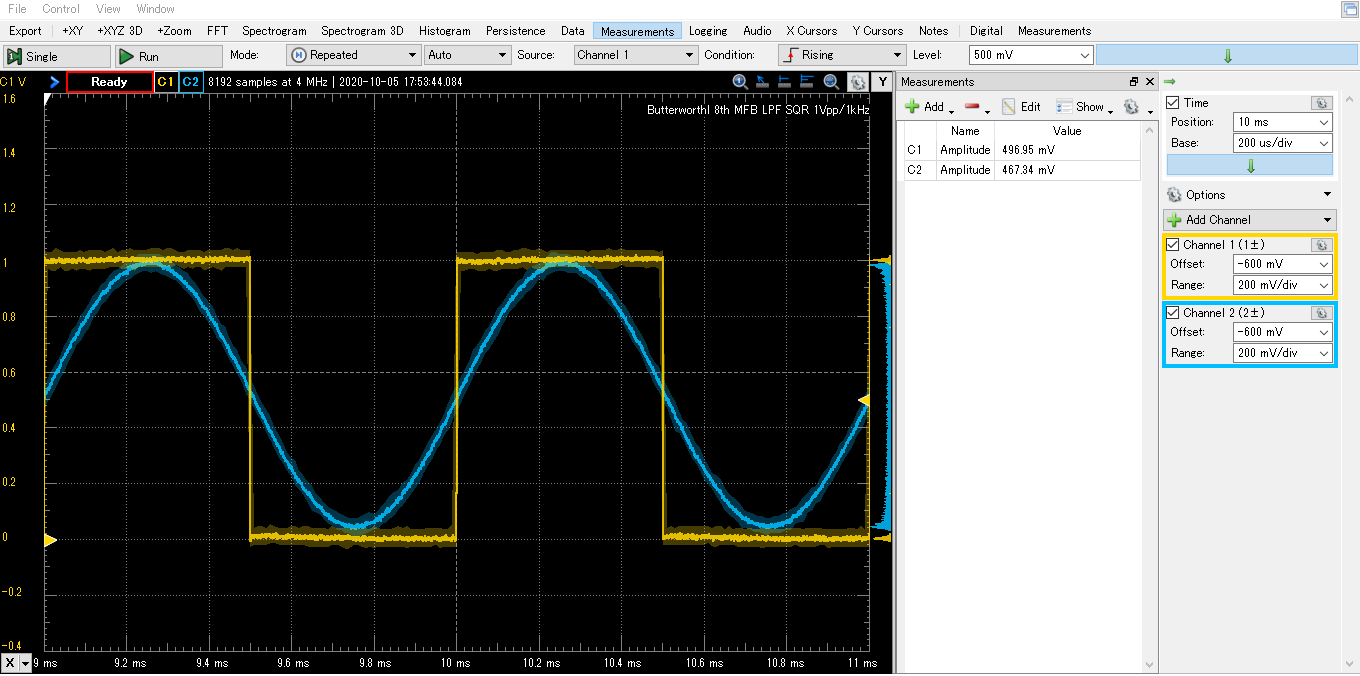 File Control View Window
Export +XY +XYZ 3D +Zoom FFT Spectrogram Spectrogram 3D Histogram Persistence Data Measurements Logging Audio X Cursors Y Cursors Notes Digital Measurements
Single Run Mode: Repeated Auto Source: Channel 1 Condition: Rising Level: 500 mV
C1 V Ready C1 C2 8192 samples at 4 MHz | 2020-10-05 17:53:44.084 Y
Butterworthl 8th MFB LPF SQR 1Vpp/1kHz
1.6
1.4
1.2
1
0.8
0.6
0.4
0.2
0
-0.2
-0.4
X 9 ms 9.2 ms 9.4 ms 9.6 ms 9.8 ms 10 ms 10.2 ms 10.4 ms 10.6 ms 10.8 ms 11 ms
Measurements
Add Edit Show
Name Value
C1 Amplitude 496.95 mV
C2 Amplitude 467.34 mV
Time
Position: 10 ms
Base: 200 us/div
Options
Add Channel
Channel 1 (1±)
Offset: -600 mV
Range: 200 mV/div
Channel 2 (2±)
Offset: -600 mV
Range: 200 mV/div